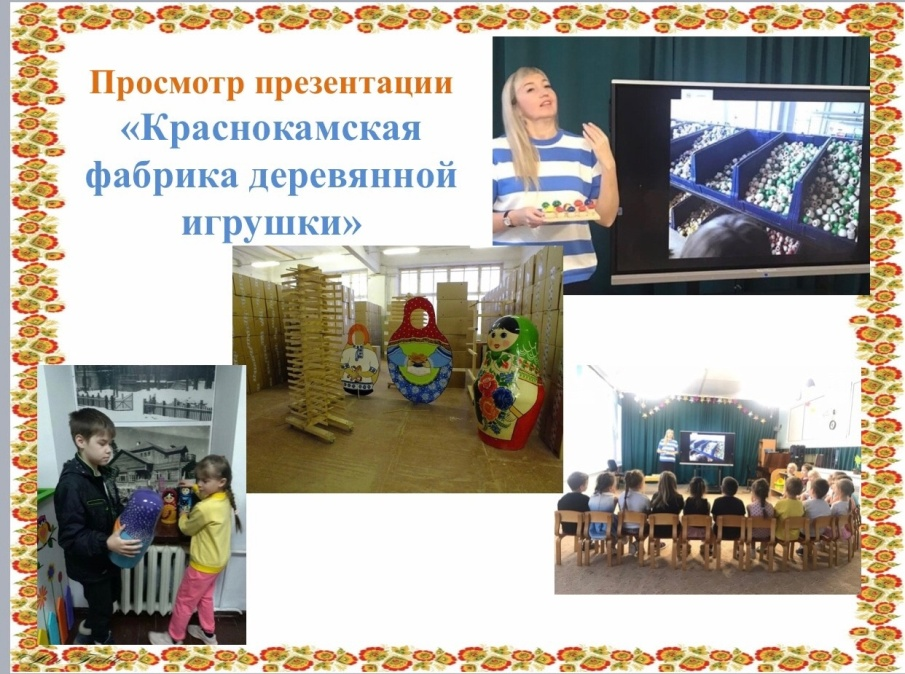 Просмотр презентации
«Краснокамская
фабрика деревянной
игрушки»